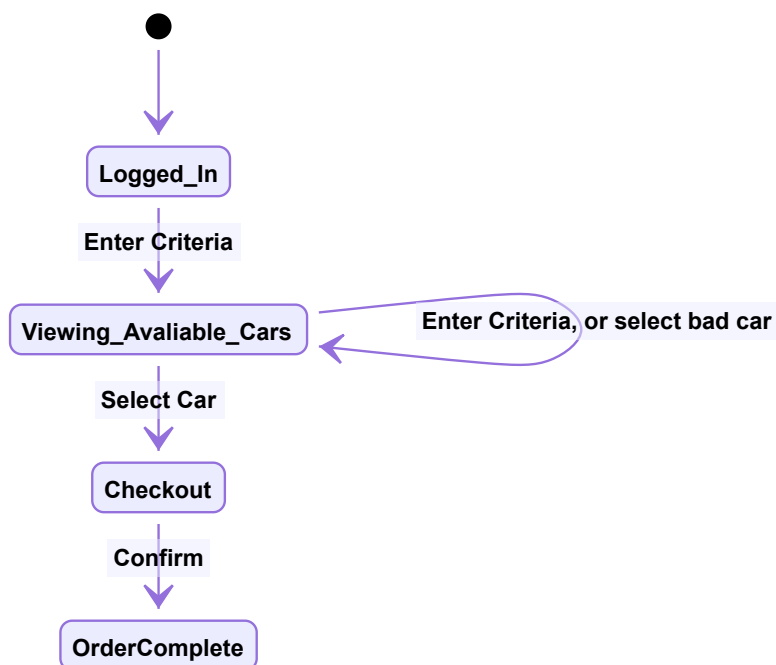 Logged_In
Enter Criteria
Viewing_Avaliable_Cars
Enter Criteria, or select bad car
Select Car
Checkout
Confirm
OrderComplete